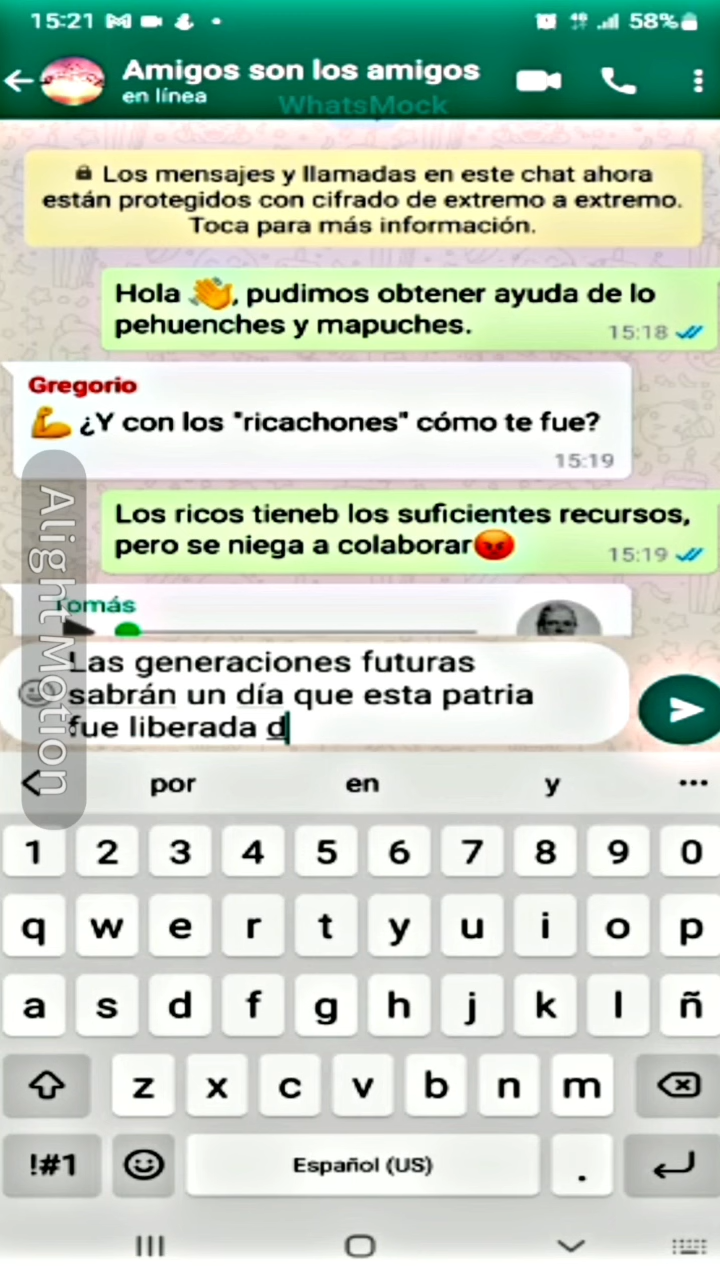 15:21
58%
Amigos son los amigos
en línea
WhatsMock
Los mensajes y llamadas en este chat ahora
están protegidos con cifrado de extremo a extremo.
Toca para más información.
Hola 👋, pudimos obtener ayuda de lo
pehuenches y mapuches.
15:18
Gregorio
💪 ¿Y con los "ricachones" cómo te fue?
15:19
Los ricos tieneb los suficientes recursos,
pero se niega a colaborar😡
15:19
Tomás
Las generaciones futuras
sabrán un día que esta patria
fue liberada d
Alight Motion
por en y
1 2 3 4 5 6 7 8 9 0
q w e r t y u i o p
a s d f g h j k l ñ
z x c v b n m
!#1 Español (US) .